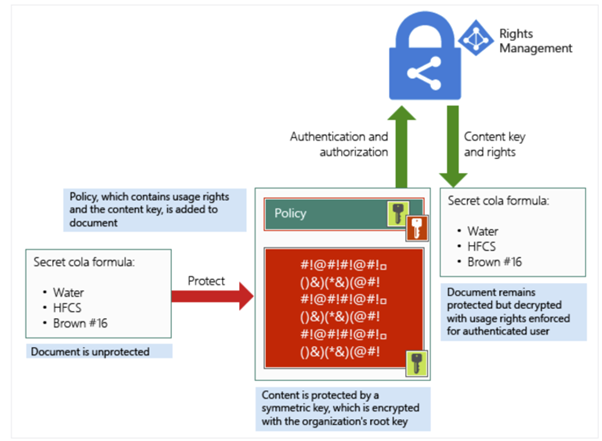 Rights
Management
Authentication and
authorization
Content key
and rights
Policy, which contains usage rights
and the content key, is added to
document
Policy
Secret cola formula:
• Water
• HFCS
• Brown #16
Protect
#!@#!#!@#!□
()&)(*&)(@#!
#!@#!#!@#!□
()&)(*&)(@#!
#!@#!#!@#!□
()&)(*&)(@#!
Secret cola formula:
• Water
• HFCS
• Brown #16
Document is unprotected
Document remains
protected but decrypted
with usage rights enforced
for authenticated user
Content is protected by a
symmetric key, which is encrypted
with the organization's root key